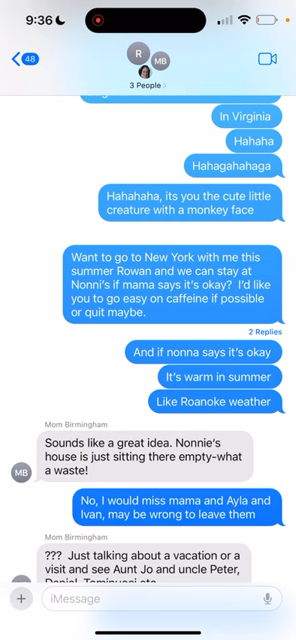 9:36
48
R
MB
3 People
In Virginia
Hahaha
Hahagahahaga
Hahahaha, its you the cute little
creature with a monkey face
Want to go to New York with me this
summer Rowan and we can stay at
Nonni's if mama says it's okay?  I'd like
you to go easy on caffeine if possible
or quit maybe.
2 Replies
And if nonna says it's okay
It's warm in summer
Like Roanoke weather
Mom Birmingham
Sounds like a great idea. Nonnie's
house is just sitting there empty-what
a waste!
MB
No, I would miss mama and Ayla and
Ivan, may be wrong to leave them
Mom Birmingham
???  Just talking about a vacation or a
visit and see Aunt Jo and uncle Peter,
iMessage